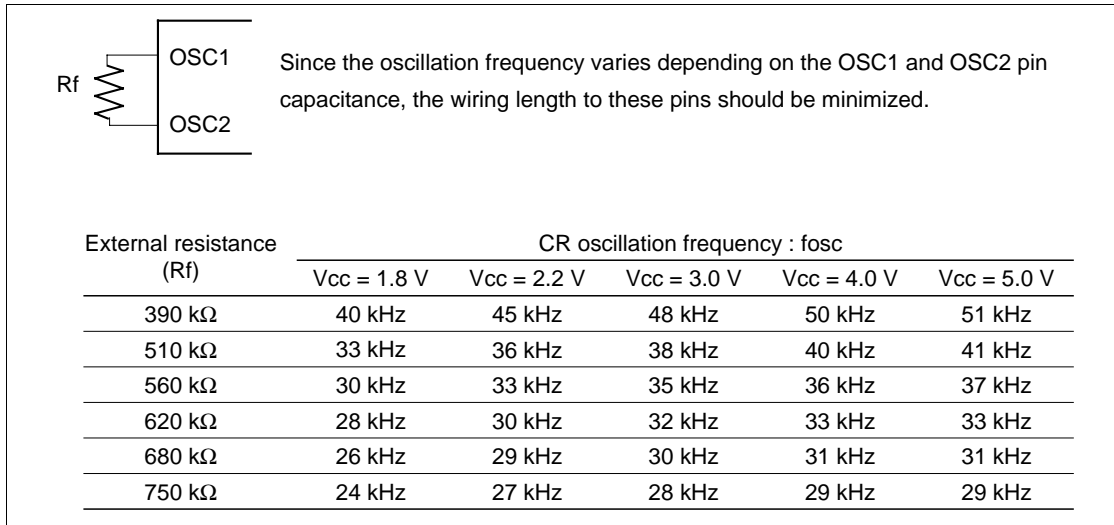 Rf
OSC1
OSC2
Since the oscillation frequency varies depending on the OSC1 and OSC2 pin
capacitance, the wiring length to these pins should be minimized.
External resistance
(Rf)
CR oscillation frequency : fosc
Vcc = 1.8 V Vcc = 2.2 V Vcc = 3.0 V Vcc = 4.0 V Vcc = 5.0 V
390 kΩ 40 kHz 45 kHz 48 kHz 50 kHz 51 kHz
510 kΩ 33 kHz 36 kHz 38 kHz 40 kHz 41 kHz
560 kΩ 30 kHz 33 kHz 35 kHz 36 kHz 37 kHz
620 kΩ 28 kHz 30 kHz 32 kHz 33 kHz 33 kHz
680 kΩ 26 kHz 29 kHz 30 kHz 31 kHz 31 kHz
750 kΩ 24 kHz 27 kHz 28 kHz 29 kHz 29 kHz